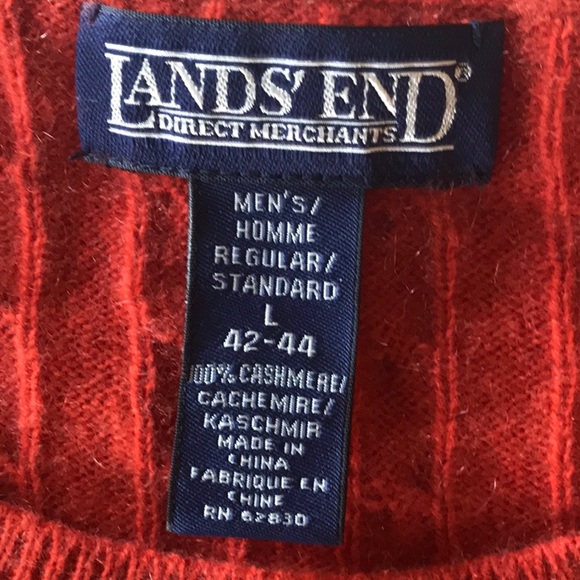 LANDS' END®
DIRECT MERCHANTS
MEN'S/
HOMME
REGULAR/
STANDARD
L
42-44
100% CASHMERE/
CACHEMIRE/
KASCHMIR
MADE IN
CHINA
FABRIQUE EN
CHINE
RN 62830